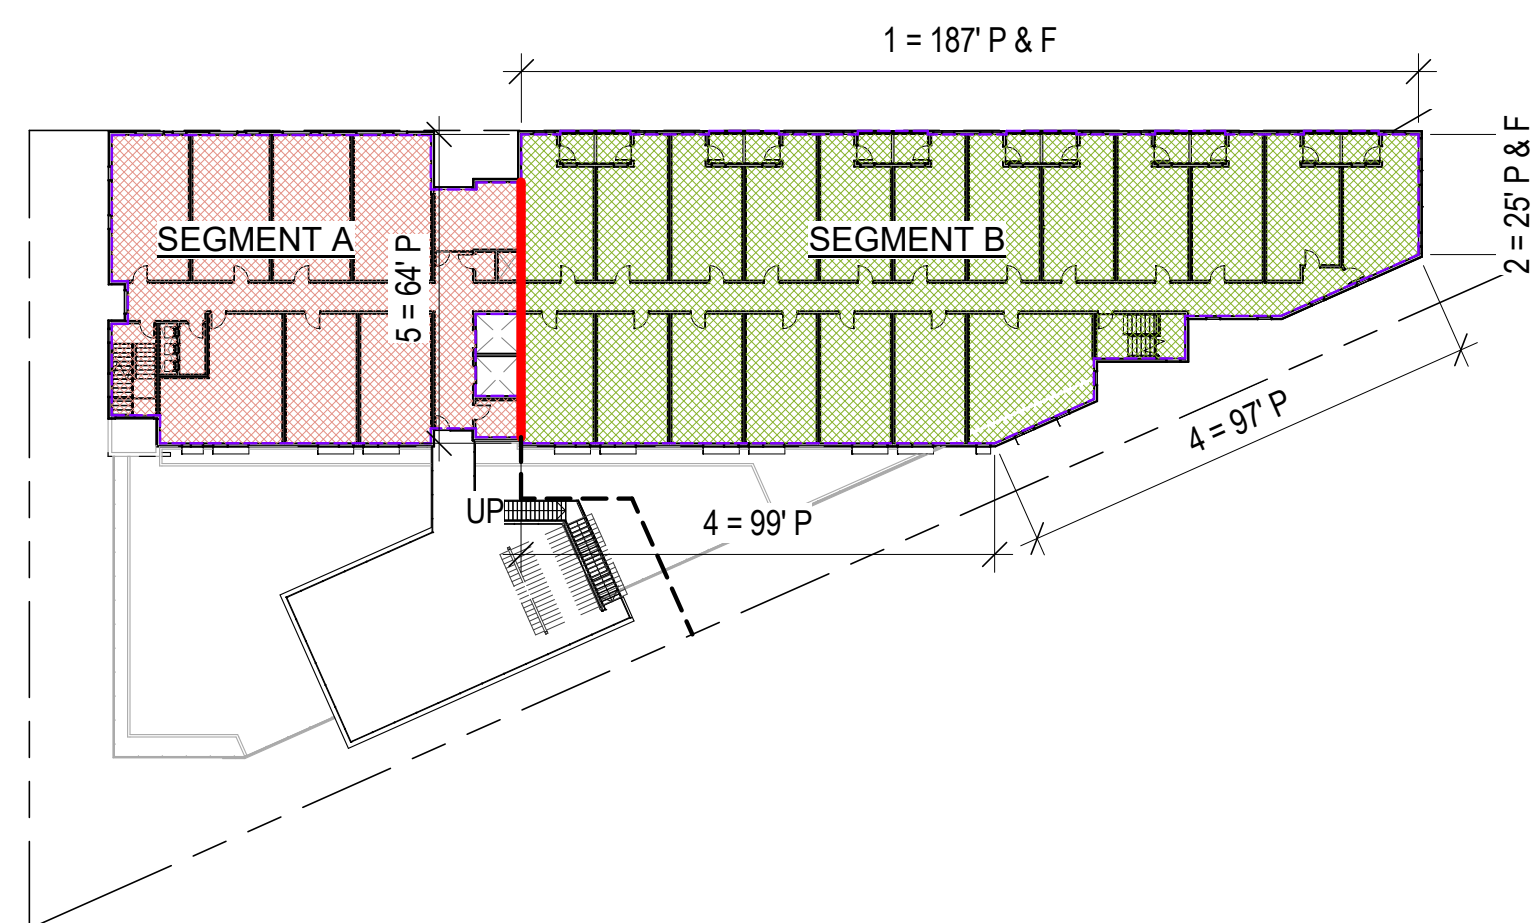 1 = 187' P & F
2 = 25' P & F
SEGMENT A
SEGMENT B
5 = 64' P
4 = 97' P
UP
4 = 99' P